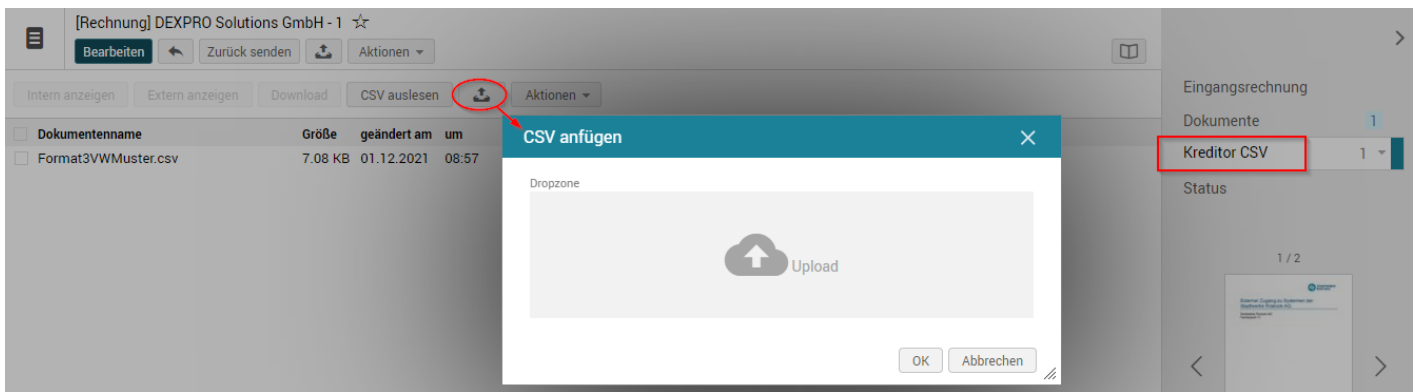 [Rechnung] DEXPRO Solutions GmbH - 1
Bearbeiten Zurück senden Aktionen
Intern anzeigen Extern anzeigen Download CSV auslesen Aktionen
Dokumentenname Größe geändert am um
Format3VWMuster.csv 7.08 KB 01.12.2021 08:57
CSV anfügen
Dropzone
Upload
OK Abbrechen
Eingangsrechnung
Dokumente 1
Kreditor CSV 1
Status
1 / 2